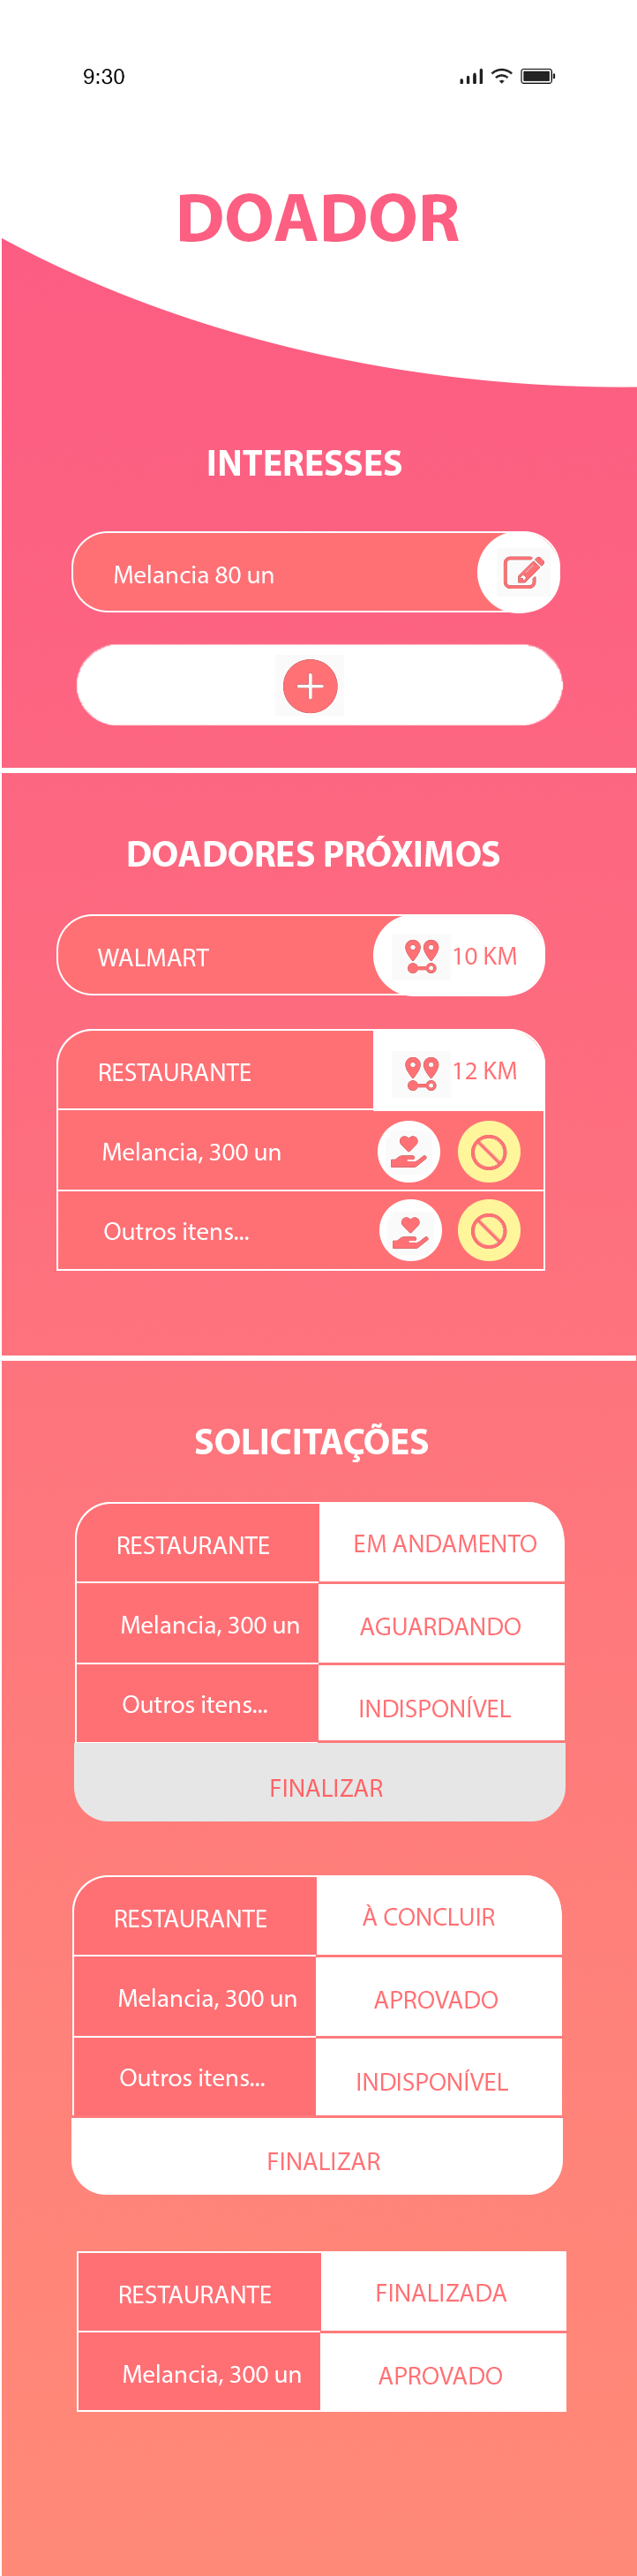 9:30
DOADOR
INTERESSES
Melancia 80 un
DOADORES PRÓXIMOS
WALMART 10 KM
RESTAURANTE 12 KM
Melancia, 300 un
Outros itens...
SOLICITAÇÕES
RESTAURANTE EM ANDAMENTO
Melancia, 300 un AGUARDANDO
Outros itens... INDISPONÍVEL
FINALIZAR
RESTAURANTE À CONCLUIR
Melancia, 300 un APROVADO
Outros itens... INDISPONÍVEL
FINALIZAR
RESTAURANTE FINALIZADA
Melancia, 300 un APROVADO